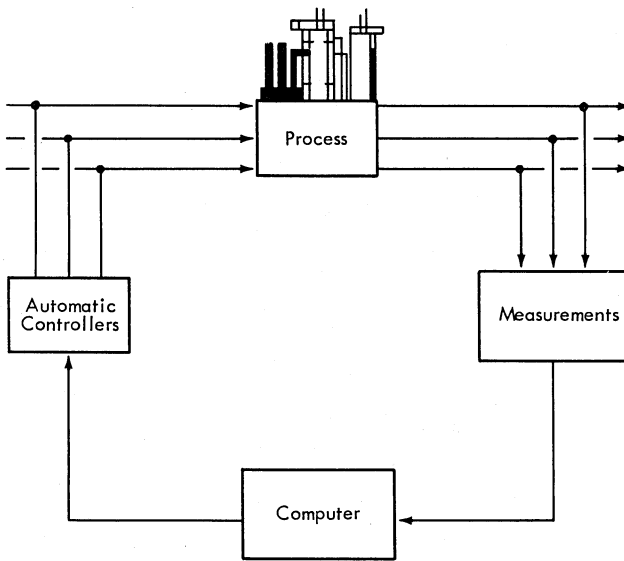 Process
Automatic
Controllers
Measurements
Computer